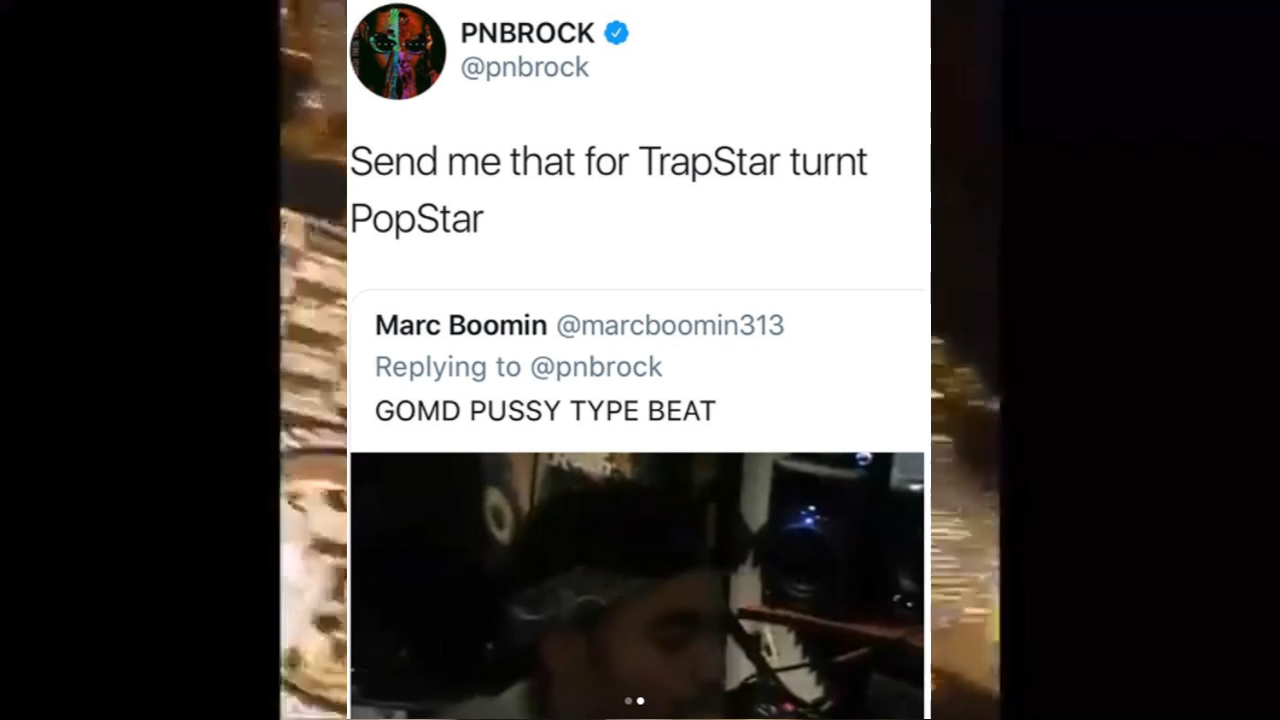 PNBROCK
@pnbrock
Send me that for TrapStar turnt
PopStar
Marc Boomin @marcboomin313
Replying to @pnbrock
GOMD PUSSY TYPE BEAT